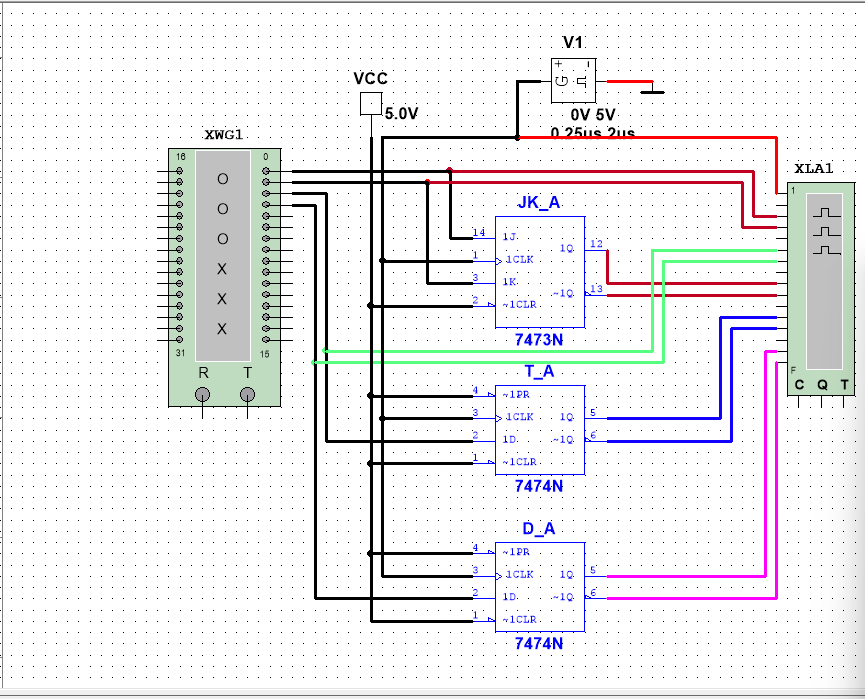 V1
VCC
G + -
5.0V
0V 5V
0.25us 2us
XWG1
XLA1
16 0
O
O
O
X
X
X
31 15
R T
1
F
C Q T
JK_A
14 1J
1Q 12
1 1CLK
3 1K
~1Q 13
2 ~1CLR
7473N
T_A
4 ~1PR
3 1CLK 1Q 5
2 1D ~1Q 6
1 ~1CLR
7474N
D_A
4 ~1PR
3 1CLK 1Q 5
2 1D ~1Q 6
1 ~1CLR
7474N